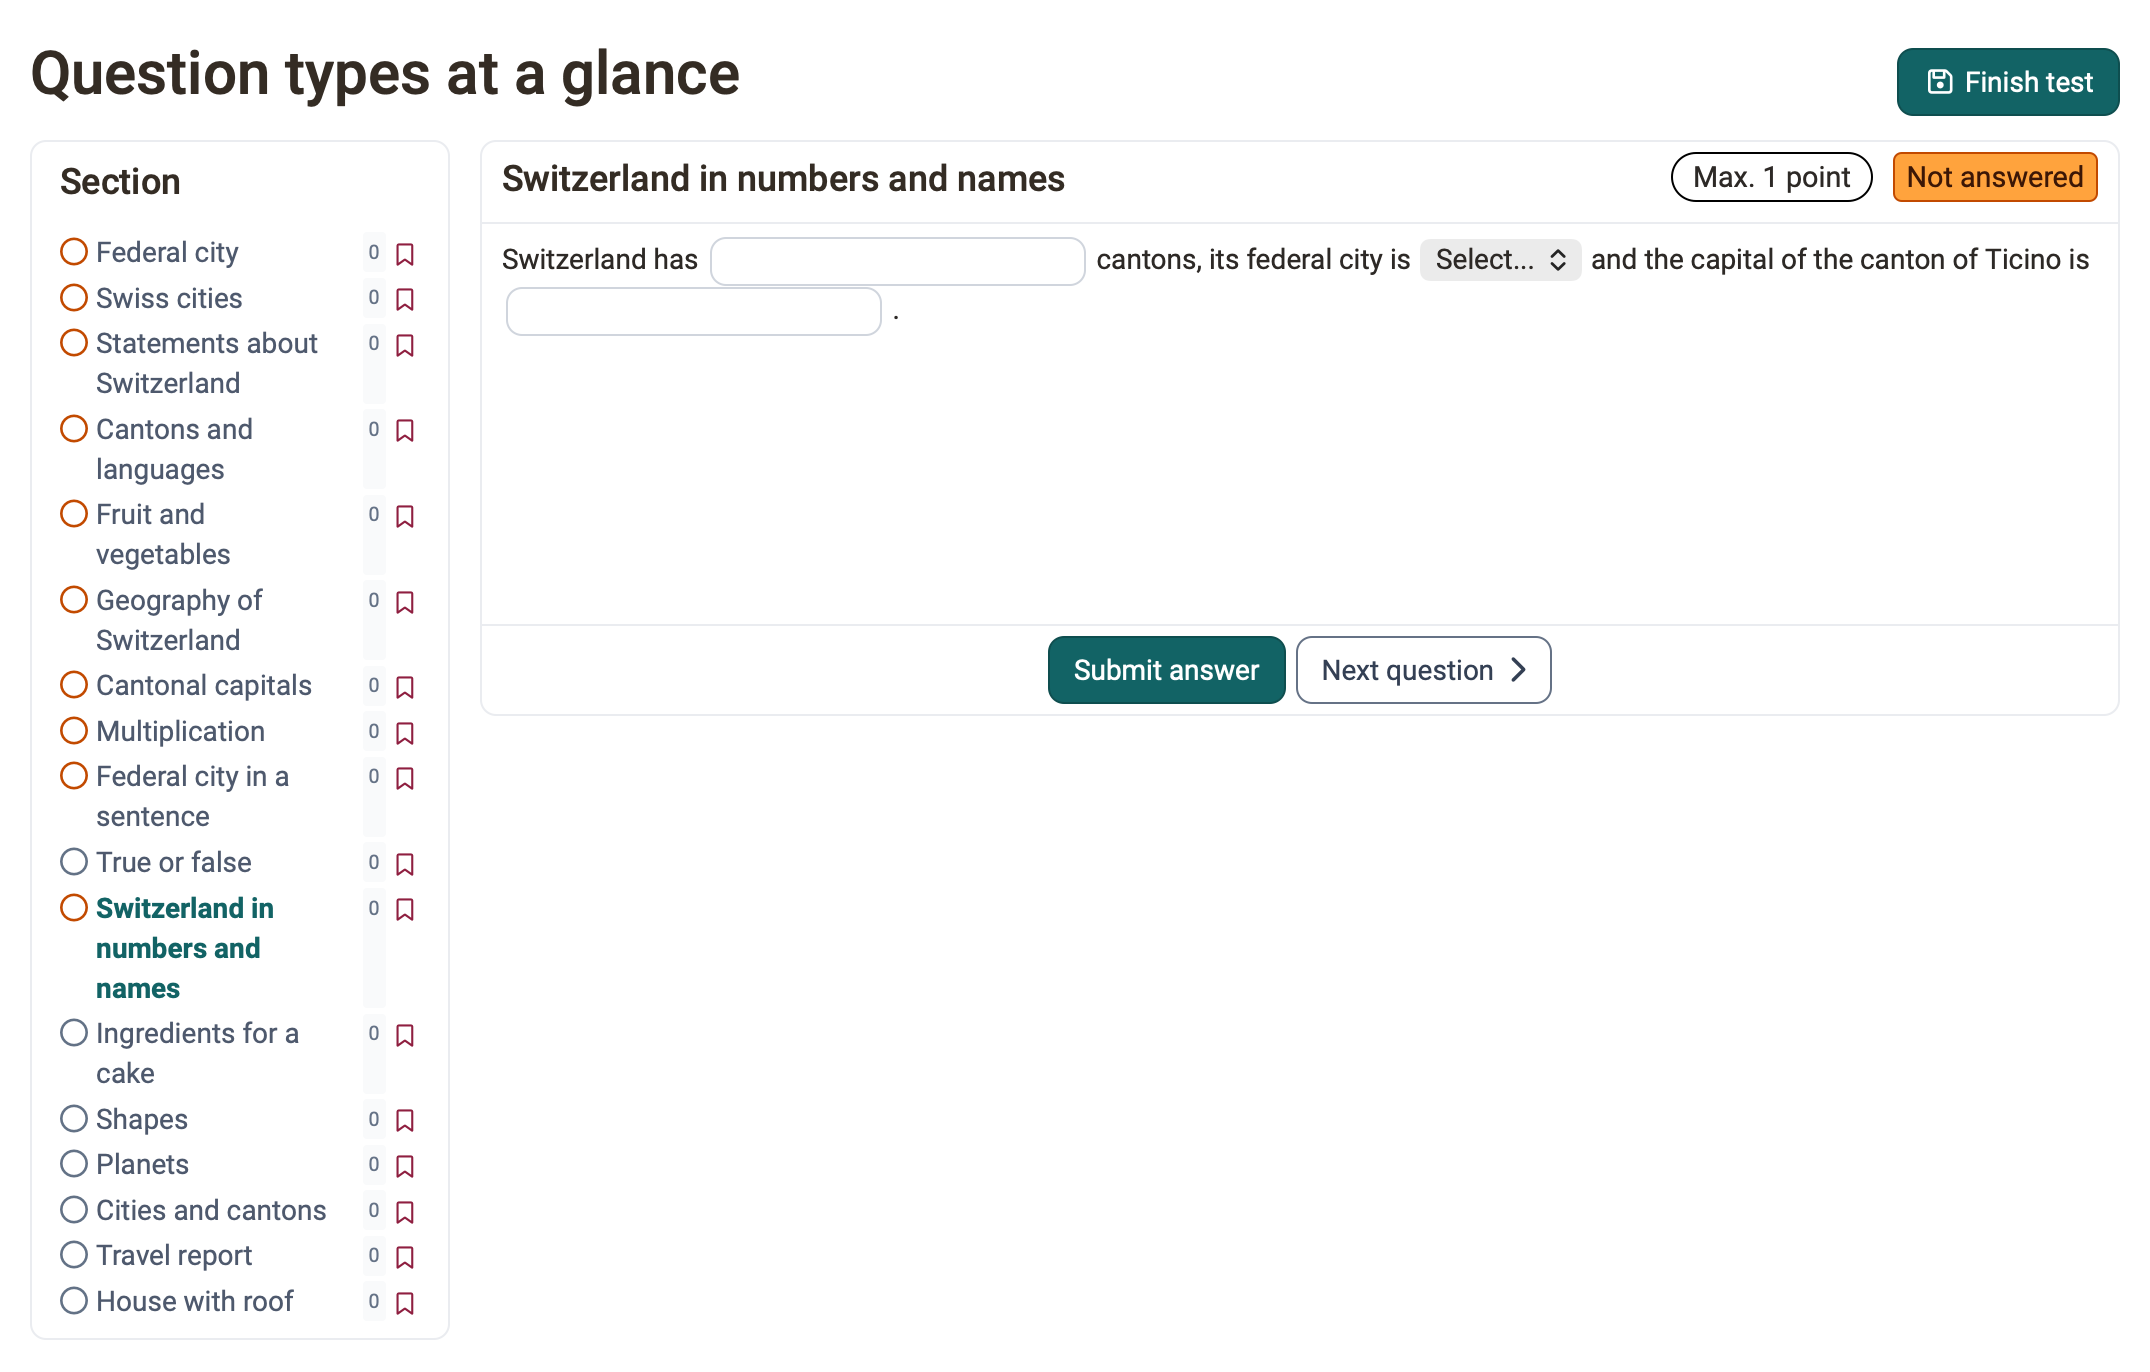 Question types at a glance
Finish test
Section
Federal city 0
Swiss cities 0
Statements about 0
Switzerland
Cantons and 0
languages
Fruit and 0
vegetables
Geography of 0
Switzerland
Cantonal capitals 0
Multiplication 0
Federal city in a 0
sentence
True or false 0
Switzerland in 0
numbers and
names
Ingredients for a 0
cake
Shapes 0
Planets 0
Cities and cantons 0
Travel report 0
House with roof 0
Switzerland in numbers and names
Max. 1 point
Not answered
Switzerland has cantons, its federal city is Select... and the capital of the canton of Ticino is
.
Submit answer
Next question